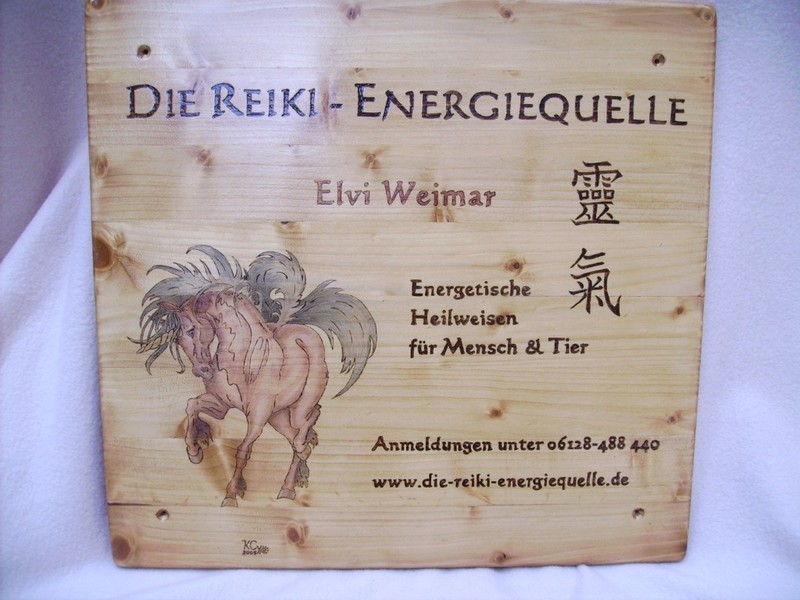 DIE REIKI - ENERGIEQUELLE
Elvi Weimar
靈
氣
Energetische
Heilweisen
für Mensch & Tier
Anmeldungen unter 06128-488 440
www.die-reiki-energiequelle.de